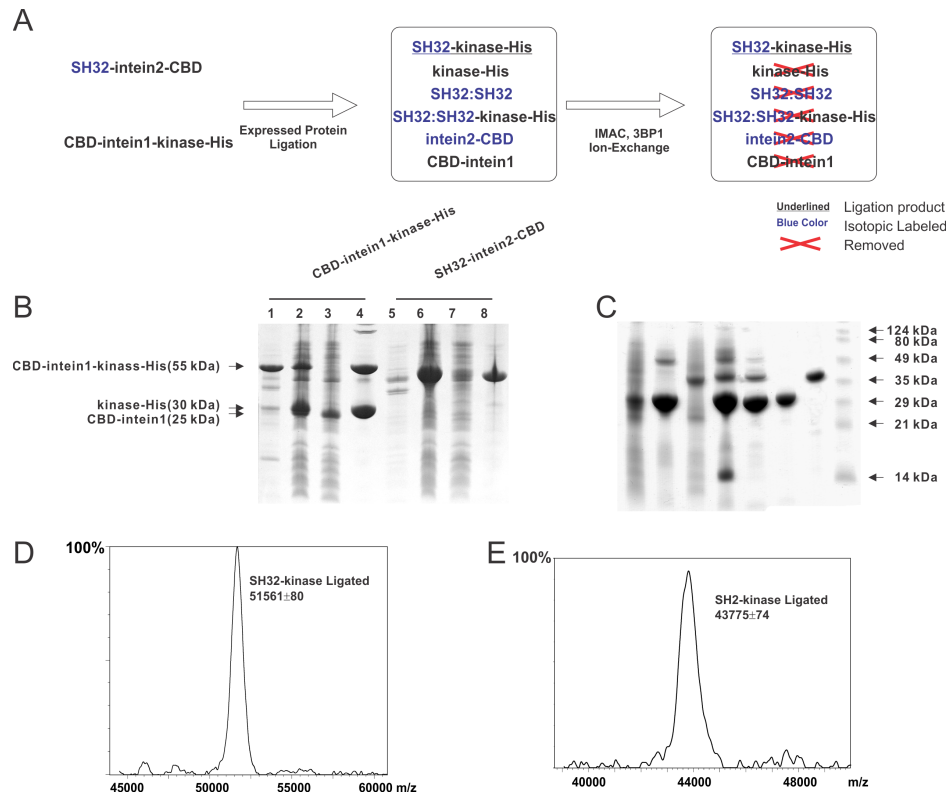 A
SH32-intein2-CBD
CBD-intein1-kinase-His
Expressed Protein
Ligation
SH32-kinase-His
kinase-His
SH32:SH32
SH32:SH32-kinase-His
intein2-CBD
CBD-intein1
IMAC, 3BP1
Ion-Exchange
SH32-kinase-His
kinase-His
SH32:SH32
SH32:SH32-kinase-His
intein2-CBD
CBD-intein1
Underlined Ligation product
Blue Color Isotopic Labeled
Removed
CBD-intein1-kinase-His
SH32-intein2-CBD
B
1 2 3 4 5 6 7 8
CBD-intein1-kinass-His(55 kDa)
kinase-His(30 kDa)
CBD-intein1(25 kDa)
C
124 kDa
80 kDa
49 kDa
35 kDa
29 kDa
21 kDa
14 kDa
D
100%
SH32-kinase Ligated
51561±80
45000 50000 55000 60000 m/z
E
100%
SH2-kinase Ligated
43775±74
40000 44000 48000 m/z